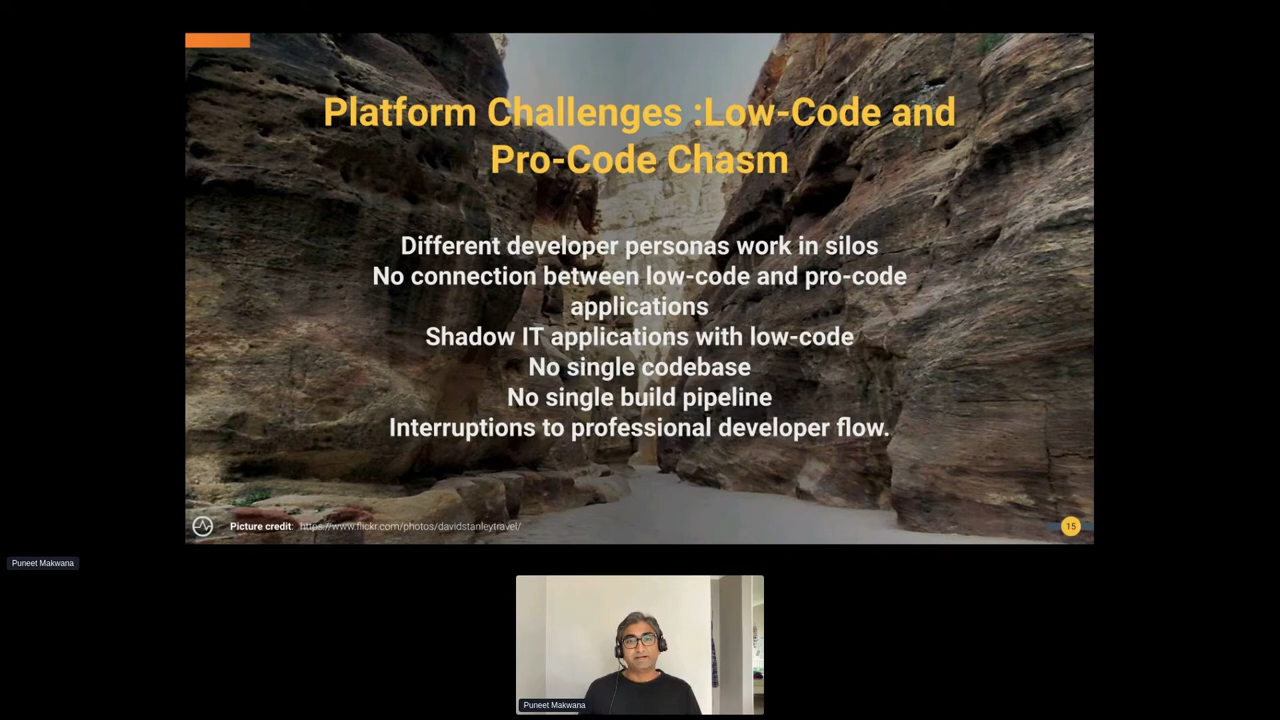 Platform Challenges :Low-Code and
Pro-Code Chasm
Different developer personas work in silos
No connection between low-code and pro-code
applications
Shadow IT applications with low-code
No single codebase
No single build pipeline
Interruptions to professional developer flow.
Picture credit: https://www.flickr.com/photos/davidstanleytravel/
15
Puneet Makwana
Puneet Makwana